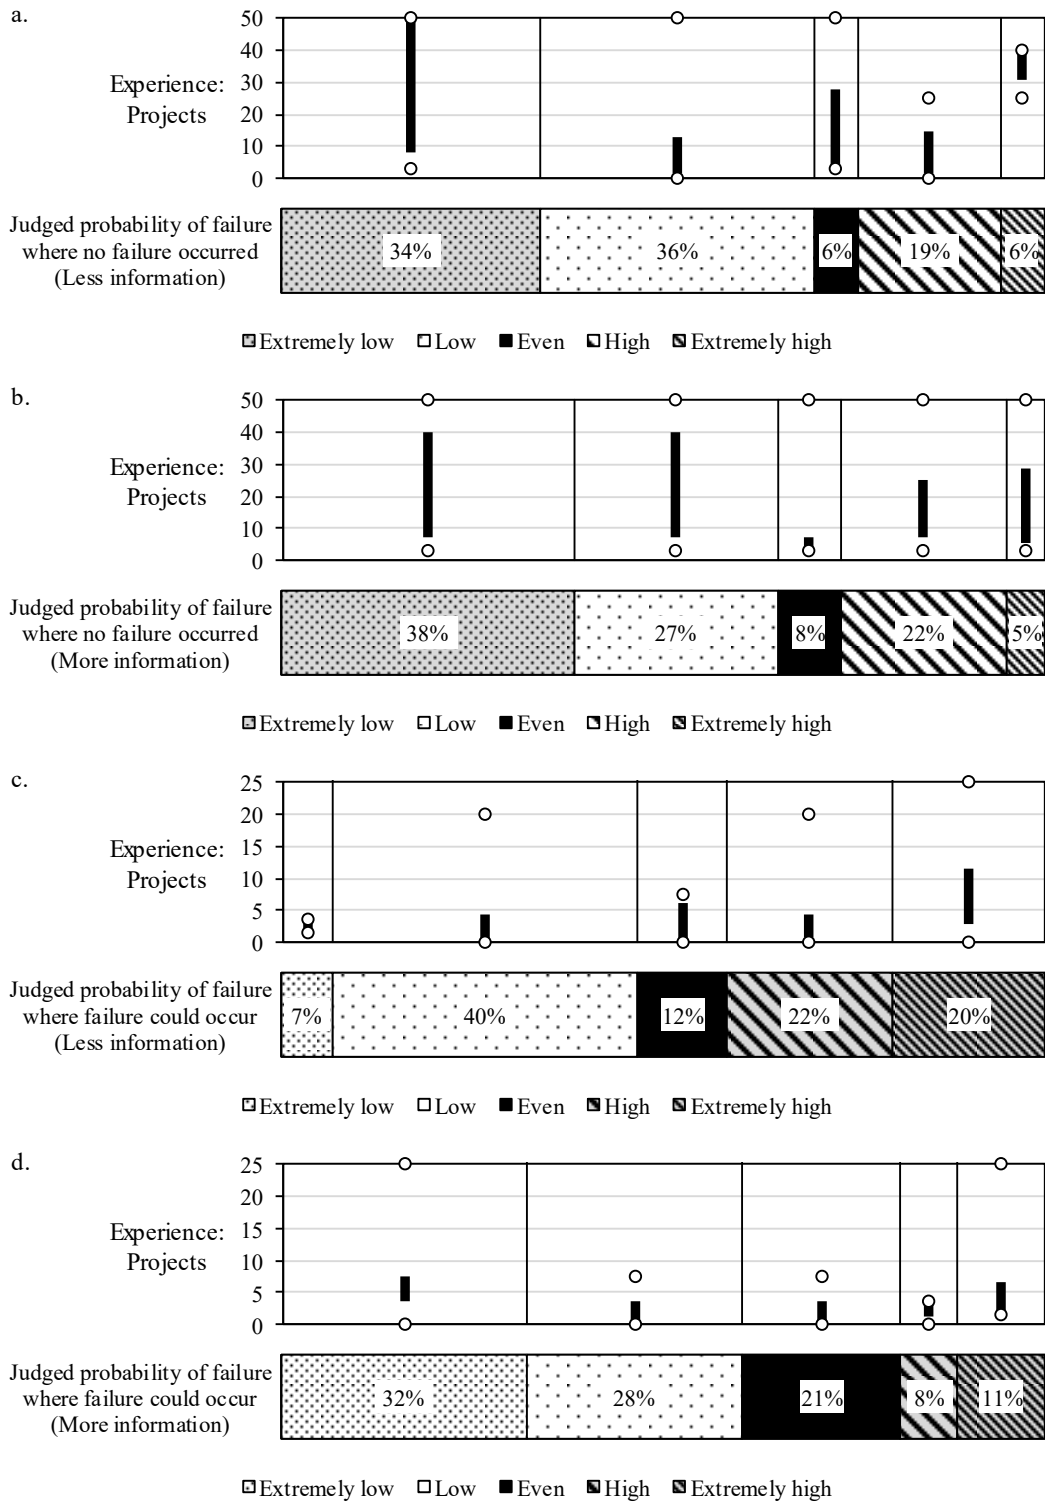 a.
50
40
30
20
10
0
Experience:
Projects
Judged probability of failure
where no failure occurred
(Less information)
34% 36% 6% 19% 6%
Extremely low Low Even High Extremely high
b.
50
40
30
20
10
0
Experience:
Projects
Judged probability of failure
where no failure occurred
(More information)
38% 27% 8% 22% 5%
Extremely low Low Even High Extremely high
c.
25
20
15
10
5
0
Experience:
Projects
Judged probability of failure
where failure could occur
(Less information)
7% 40% 12% 22% 20%
Extremely low Low Even High Extremely high
d.
25
20
15
10
5
0
Experience:
Projects
Judged probability of failure
where failure could occur
(More information)
32% 28% 21% 8% 11%
Extremely low Low Even High Extremely high